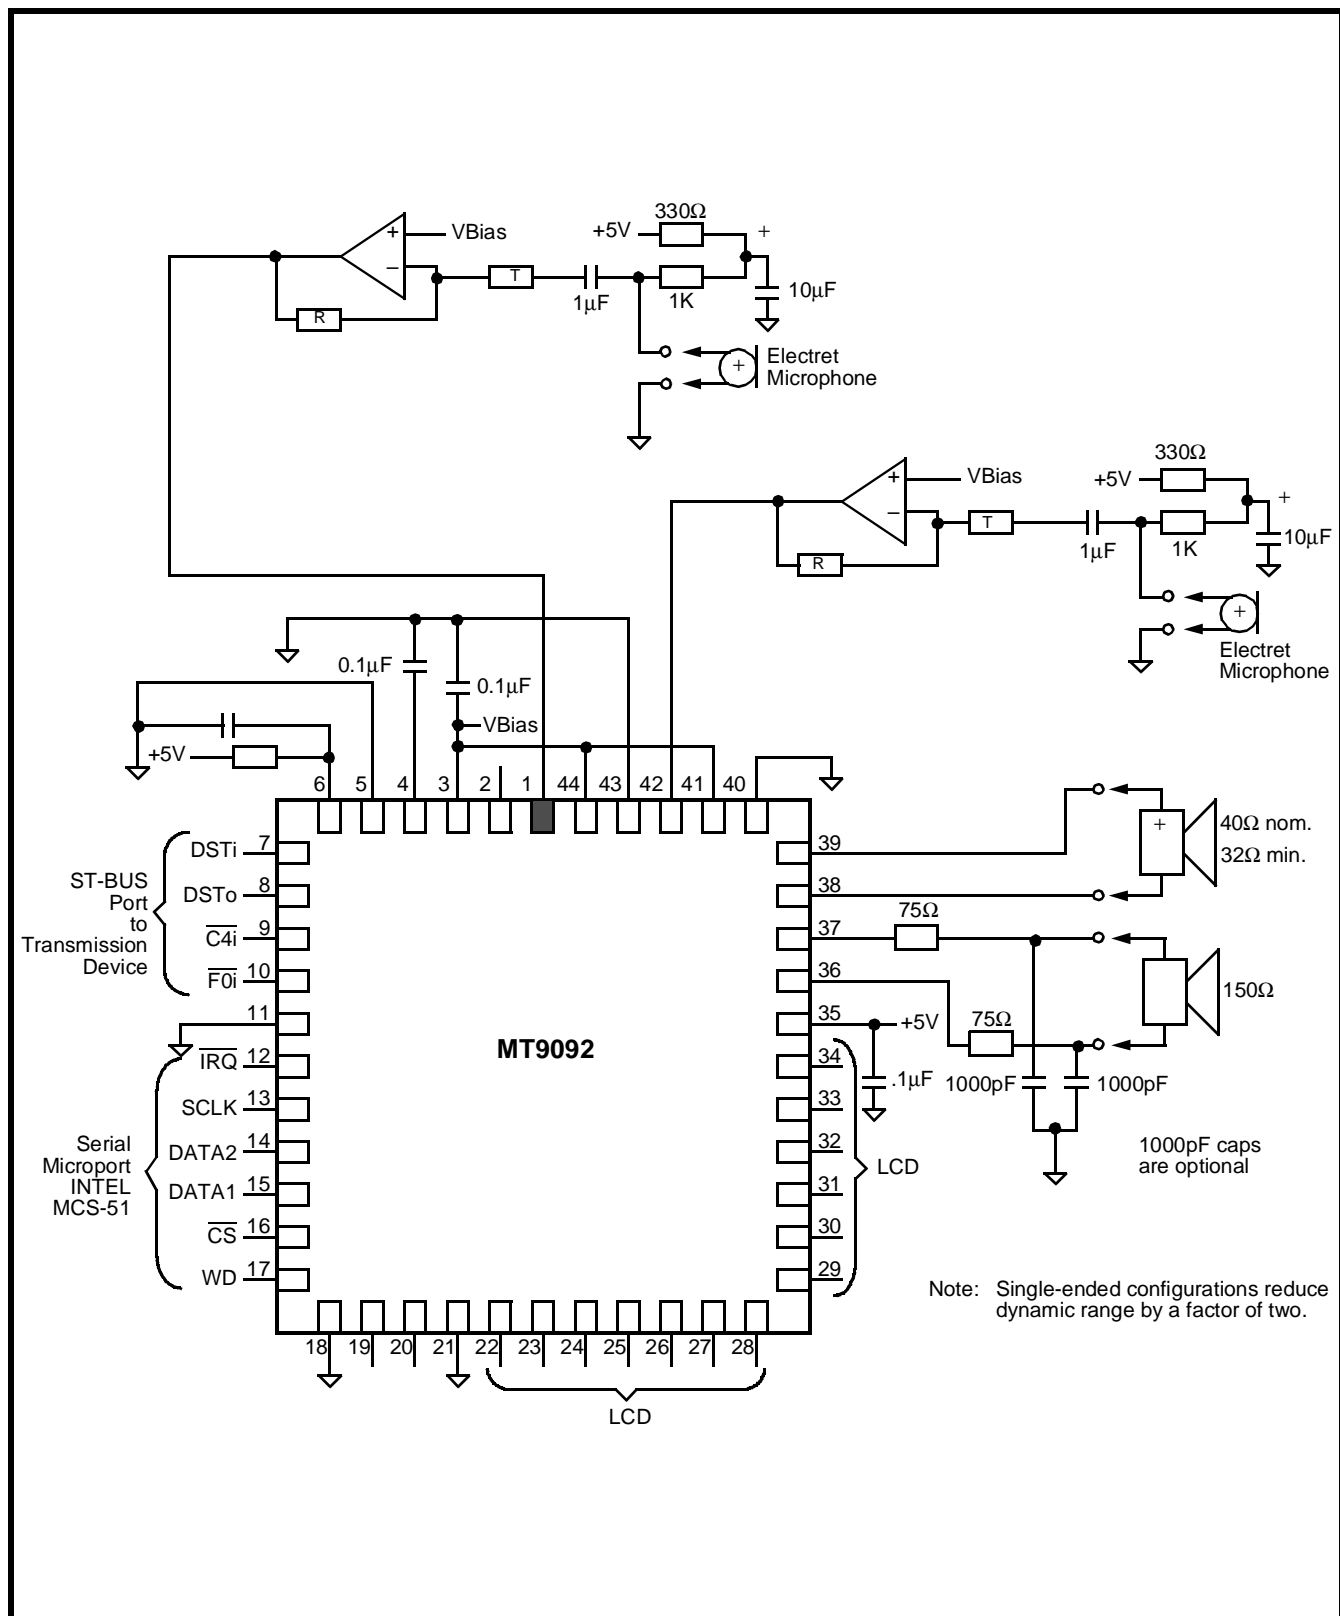 330Ω
+
+5V
+
VBias
–
T
1μF
1K
10μF
R
+
Electret
Microphone
330Ω
+
+5V
+
VBias
–
T
1μF
1K
10μF
R
+
Electret
Microphone
0.1μF
0.1μF
VBias
+5V
6 5 4 3 2 1 44 43 42 41 40
DSTi 7
DSTo 8
C4i 9
F0i 10
ST-BUS
Port
to
Transmission
Device
11
IRQ 12
SCLK 13
DATA2 14
DATA1 15
CS 16
WD 17
Serial
Microport
INTEL
MCS-51
MT9092
39
38
37
36
35
34
33
32
31
30
29
+
40Ω nom.
32Ω min.
75Ω
150Ω
75Ω
+5V
.1μF
1000pF
1000pF
LCD
1000pF caps
are optional
Note: Single-ended configurations reduce
dynamic range by a factor of two.
18 19 20 21 22 23 24 25 26 27 28
LCD